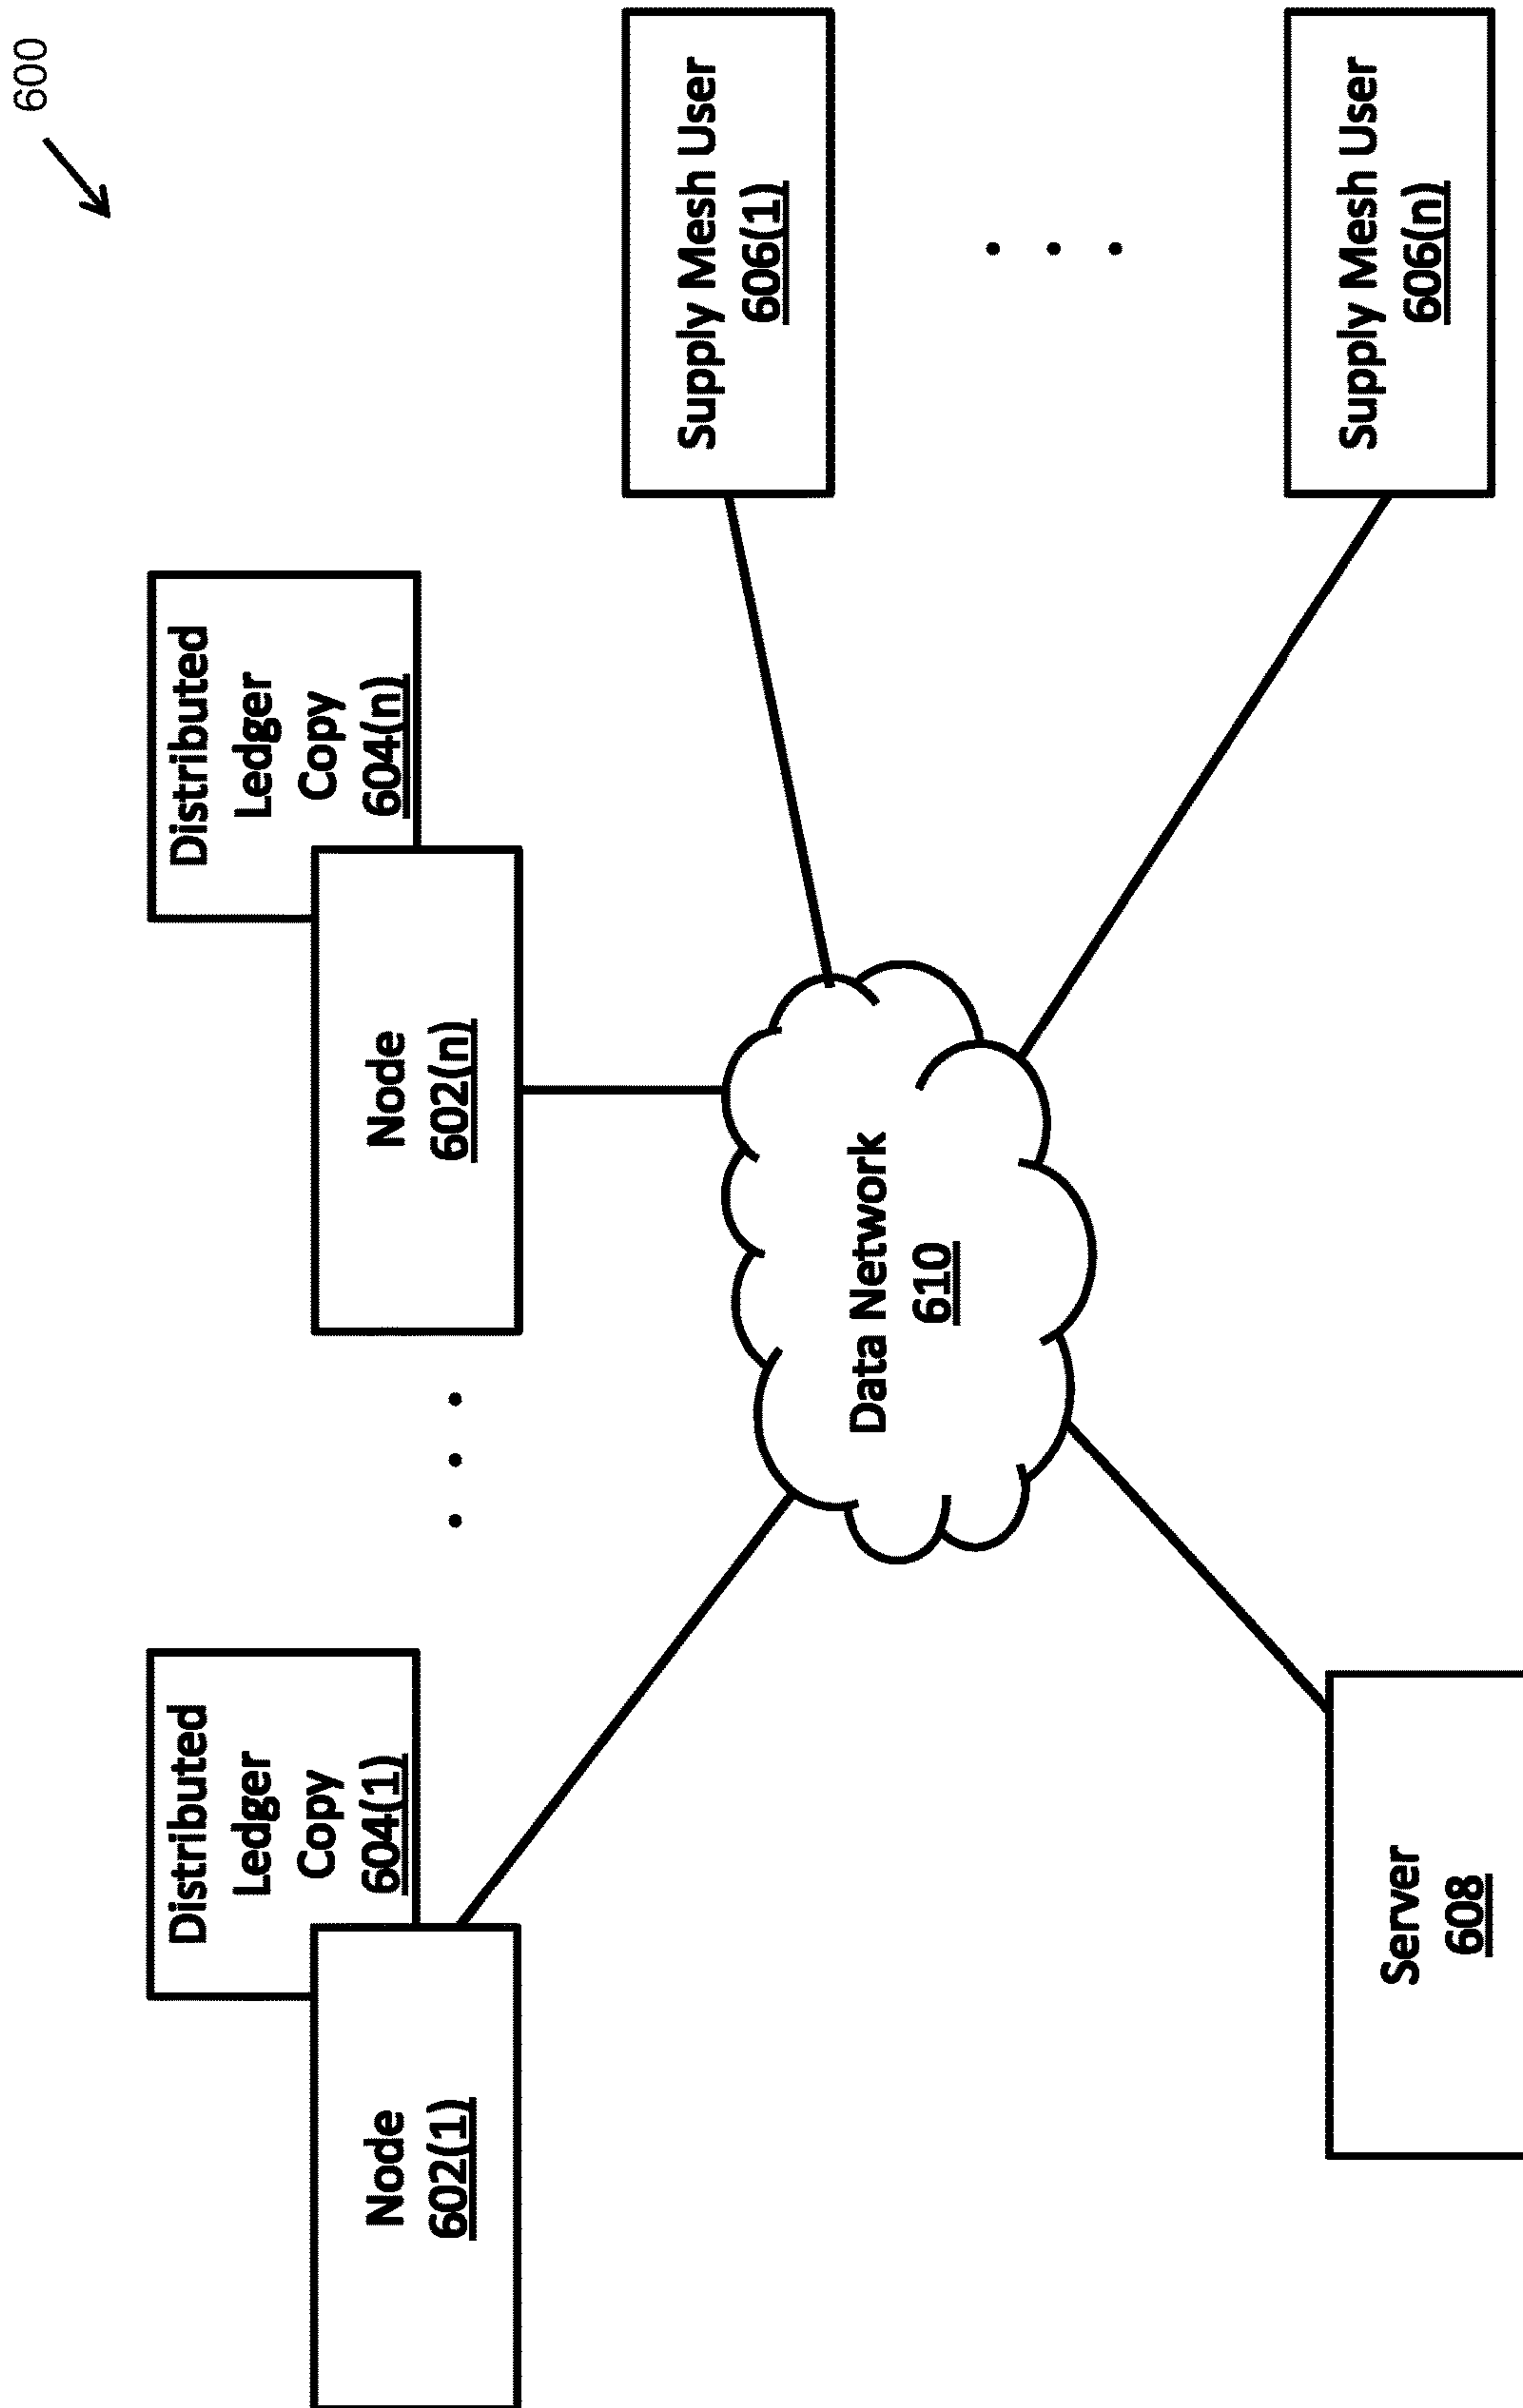 600
Distributed
Ledger
Copy
604(1)
Node
602(1)
Distributed
Ledger
Copy
604(n)
Node
602(n)
Supply Mesh User
606(1)
Data Network
610
Supply Mesh User
606(n)
Server
608